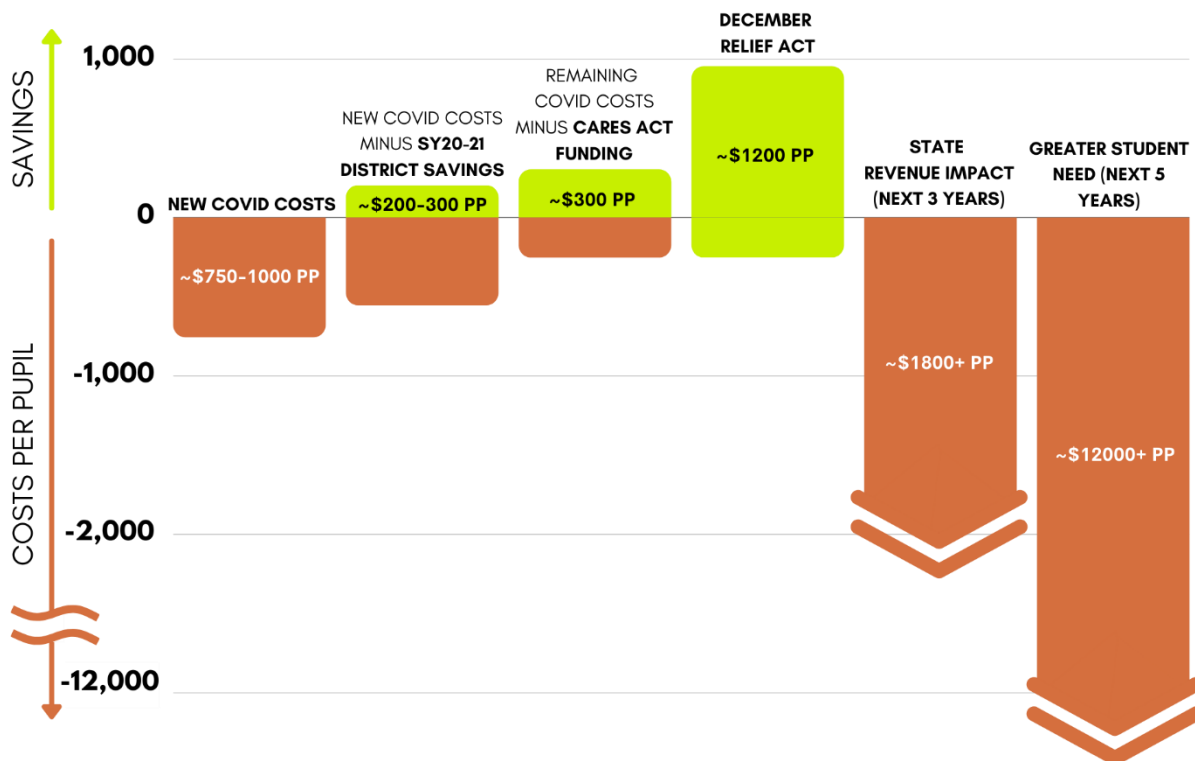 SAVINGS
COSTS PER PUPIL
1,000
0
-1,000
-2,000
-12,000
NEW COVID COSTS
~$750-1000 PP
NEW COVID COSTS
MINUS SY20-21
DISTRICT SAVINGS
~$200-300 PP
REMAINING
COVID COSTS
MINUS CARES ACT
FUNDING
~$300 PP
DECEMBER
RELIEF ACT
~$1200 PP
STATE
REVENUE IMPACT
(NEXT 3 YEARS)
~$1800+ PP
GREATER STUDENT
NEED (NEXT 5
YEARS)
~$12000+ PP